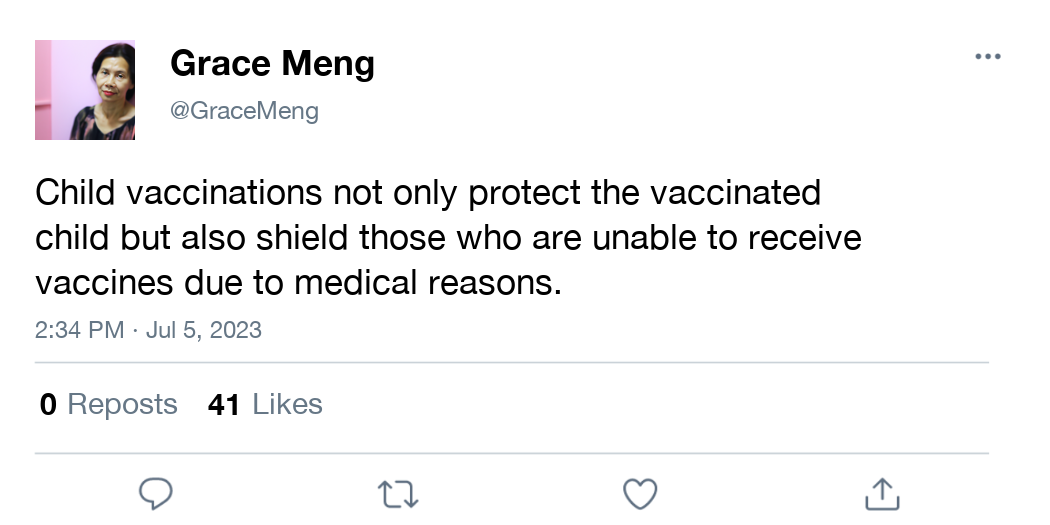 Grace Meng
@GraceMeng
Child vaccinations not only protect the vaccinated
child but also shield those who are unable to receive
vaccines due to medical reasons.
2:34 PM · Jul 5, 2023
0 Reposts 41 Likes